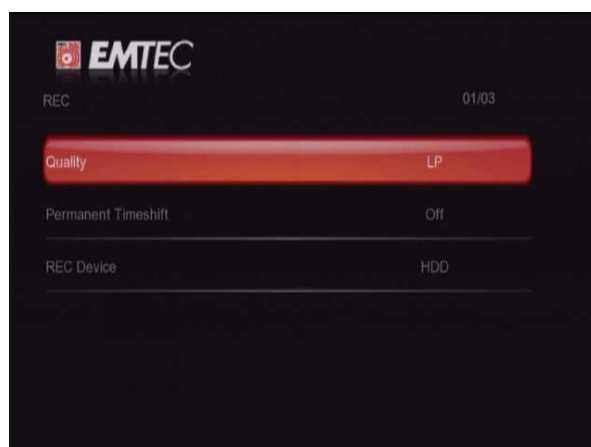 EMTEC
REC 01/03
Quality LP
Permanent Timeshift Off
REC Device HDD